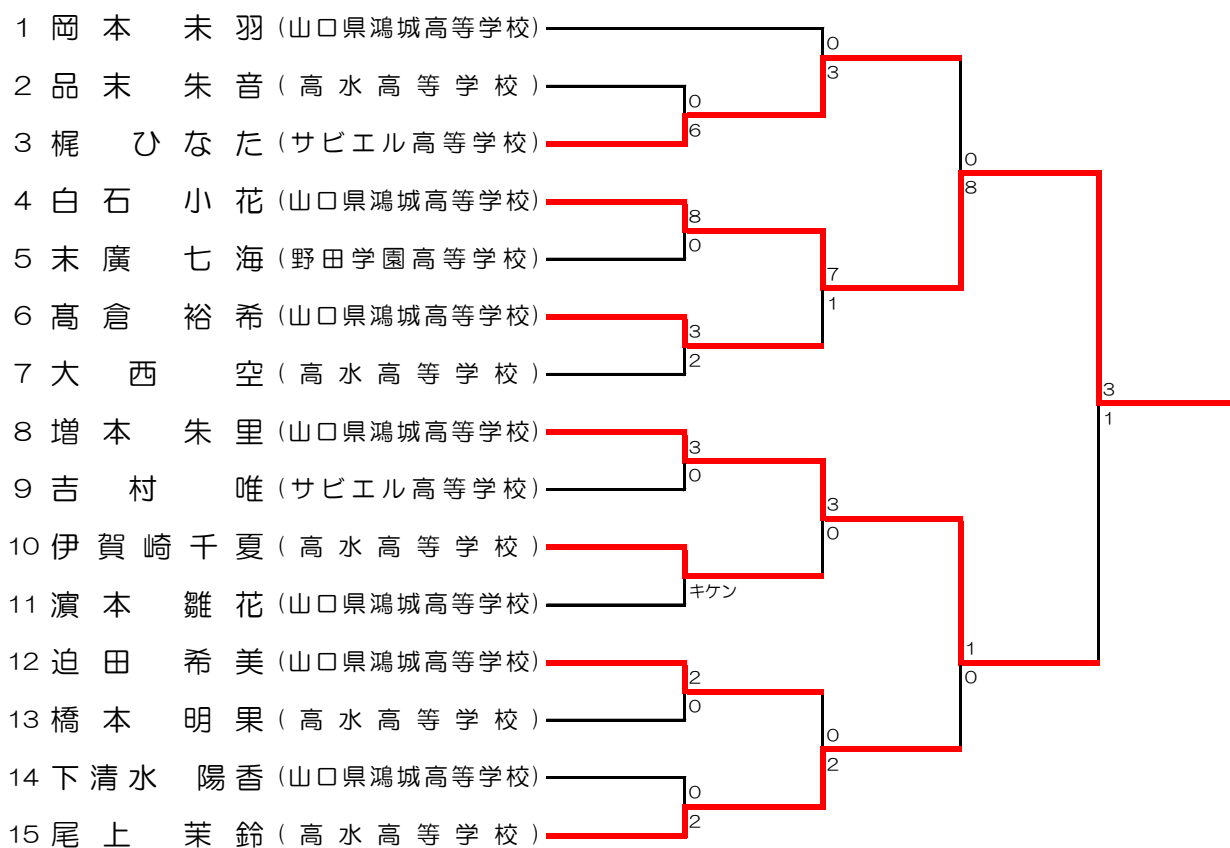 1 岡本 未羽 (山口県鴻城高等学校)
0
3
2 品末 朱音 (高水高等学校)
0
6
3 梶 ひなた (サビエル高等学校)
0
8
4 白石 小花 (山口県鴻城高等学校)
8
0
5 末廣 七海 (野田学園高等学校)
7
1
6 髙倉 裕希 (山口県鴻城高等学校)
3
2
7 大西 空 (高水高等学校)
3
1
8 増本 朱里 (山口県鴻城高等学校)
3
0
9 吉村 唯 (サビエル高等学校)
3
0
10 伊賀崎千夏 (高水高等学校)
キケン
11 濵本 雛花 (山口県鴻城高等学校)
1
0
12 迫田 希美 (山口県鴻城高等学校)
2
0
13 橋本 明果 (高水高等学校)
0
2
14 下清水 陽香 (山口県鴻城高等学校)
0
2
15 尾上 茉鈴 (高水高等学校)